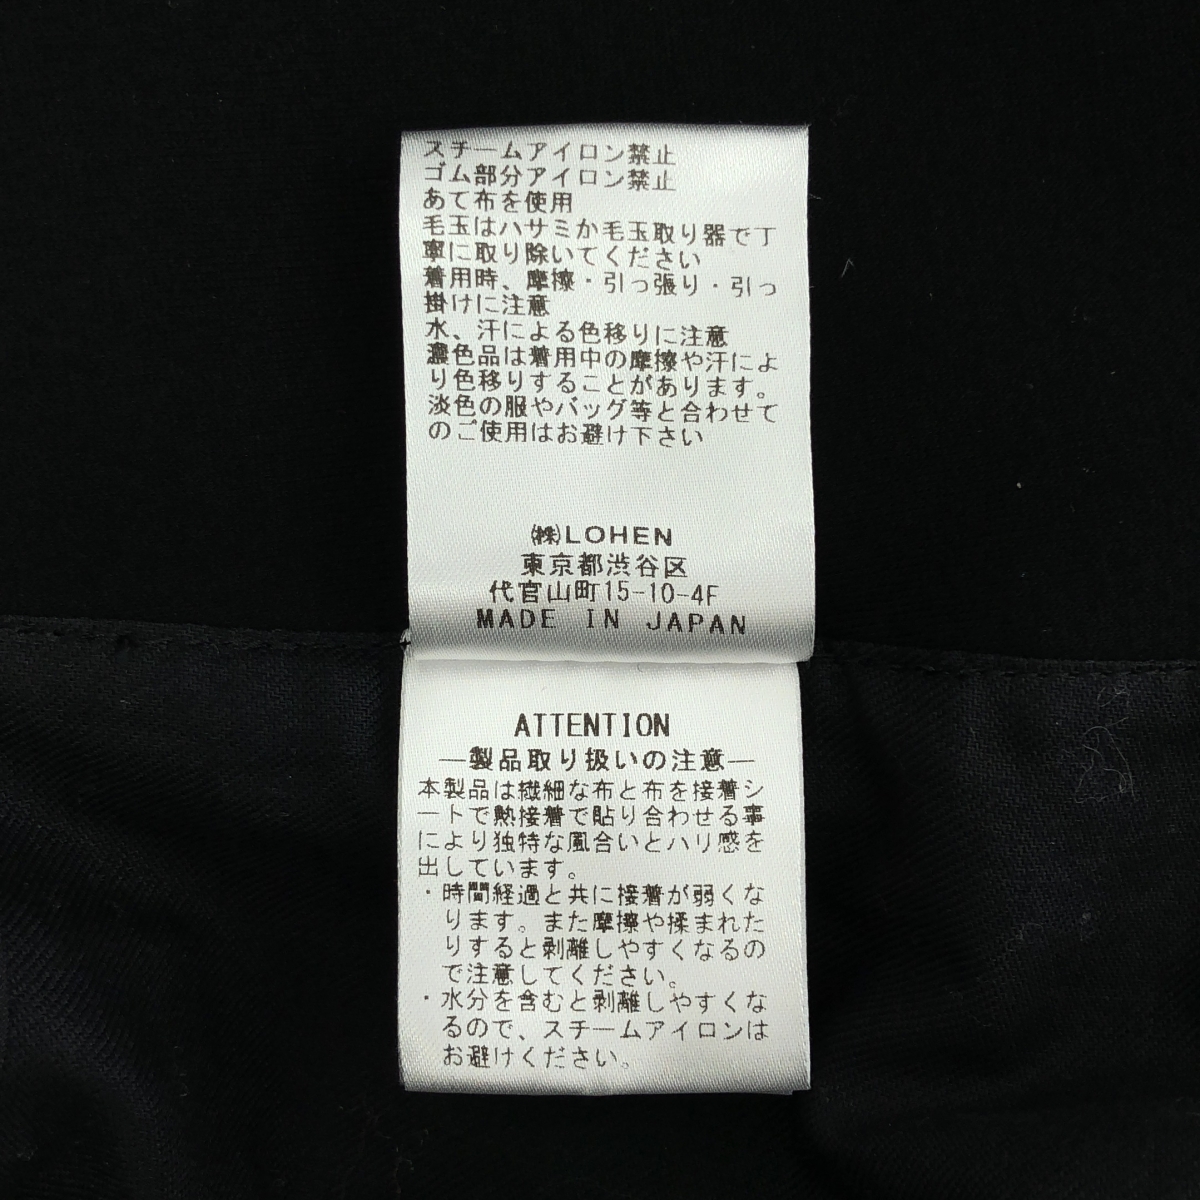 スチームアイロン禁止
ゴム部分アイロン禁止
あて布を使用
毛玉はハサミか毛玉取り器で丁
寧に取り除いてください
着用時、摩擦・引っ張り・引っ
掛けに注意
水、汗による色移りに注意
濃色品は着用中の摩擦や汗によ
り色移りすることがあります。
淡色の服やバッグ等と合わせて
のご使用はお避け下さい
㈱LOHEN
東京都渋谷区
代官山町15-10-4F
MADE IN JAPAN
ATTENTION
―製品取り扱いの注意―
本製品は繊細な布と布を接着シ
ートで熱接着で貼り合わせる事
により独特な風合いとハリ感を
出しています。
・時間経過と共に接着が弱くな
ります。また摩擦や揉まれた
りすると剥離しやすくなるの
で注意してください。
・水分を含むと剥離しやすくな
るので、スチームアイロンは
お避けください。